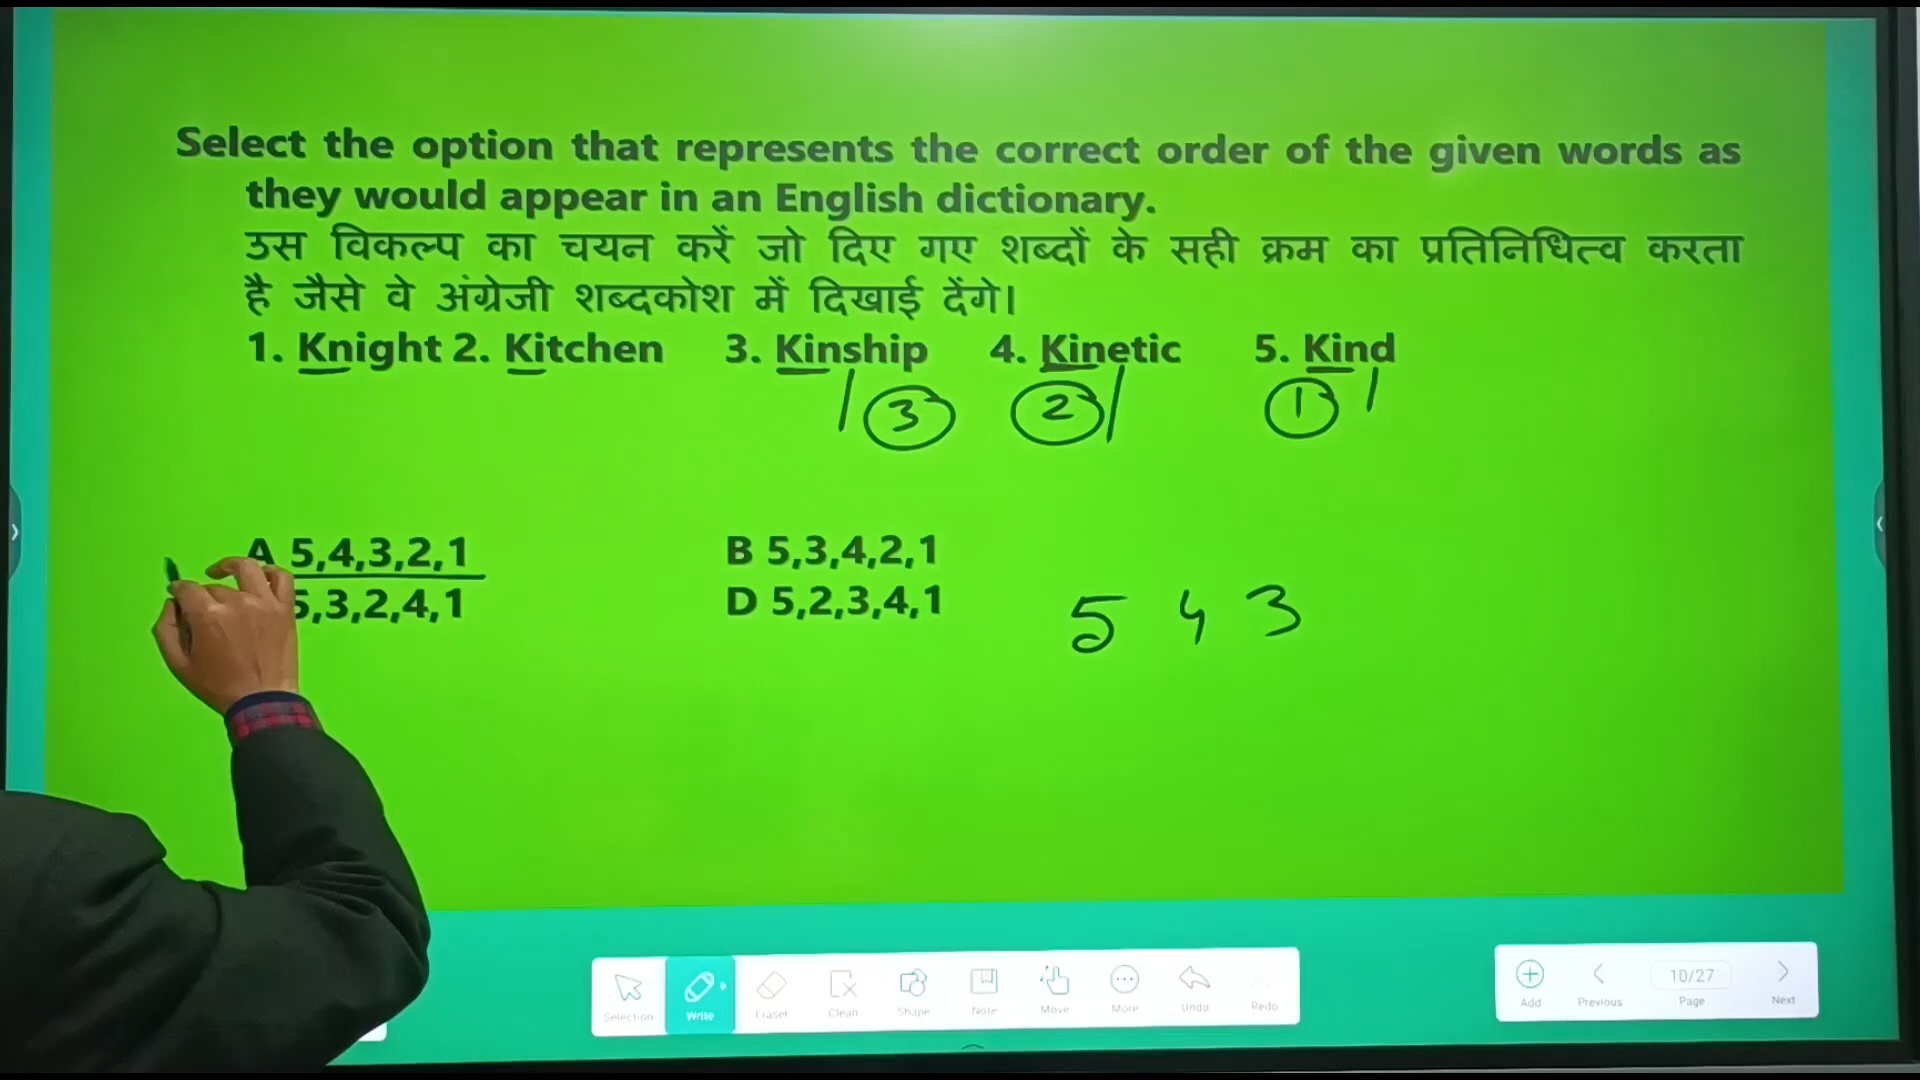 Select the option that represents the correct order of the given words as
they would appear in an English dictionary.
उस विकल्प का चयन करें जो दिए गए शब्दों के सही क्रम का प्रतिनिधित्व करता
है जैसे वे अंग्रेजी शब्दकोश में दिखाई देंगे।
1. Knight 2. Kitchen 3. Kinship 4. Kinetic 5. Kind
3 2 1
A 5,4,3,2,1 B 5,3,4,2,1
5,3,2,4,1 D 5,2,3,4,1
5 4 3
Selection Write Eraser Clean Shape Note Move More Undo Redo
Add Previous 10/27 Page Next